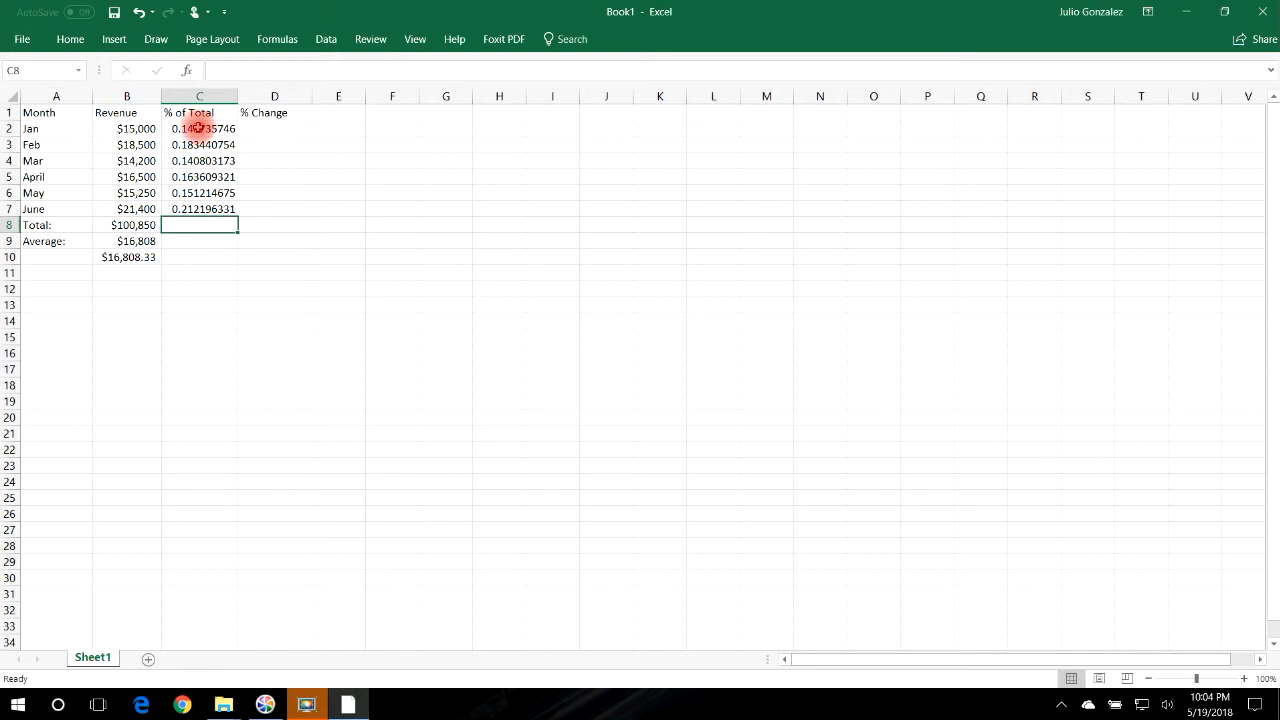 AutoSave Off Book1 - Excel Julio Gonzalez
File Home Insert Draw Page Layout Formulas Data Review View Help Foxit PDF Search Share
C8 fx
A B C D E F G H I J K L M N O P Q R S T U V
1 Month Revenue % of Total % Change
2 Jan $15,000
3 Feb $18,500 0.183440754
4 Mar $14,200 0.140803173
5 April $16,500 0.163609321
6 May $15,250 0.151214675
7 June $21,400 0.212196331
8 Total: $100,850
9 Average: $16,808
10 $16,808.33
11
12
13
14
15
16
17
18
19
20
21
22
23
24
25
26
27
28
29
30
31
32
33
34
Sheet1
Ready 100%
10:04 PM
5/19/2018